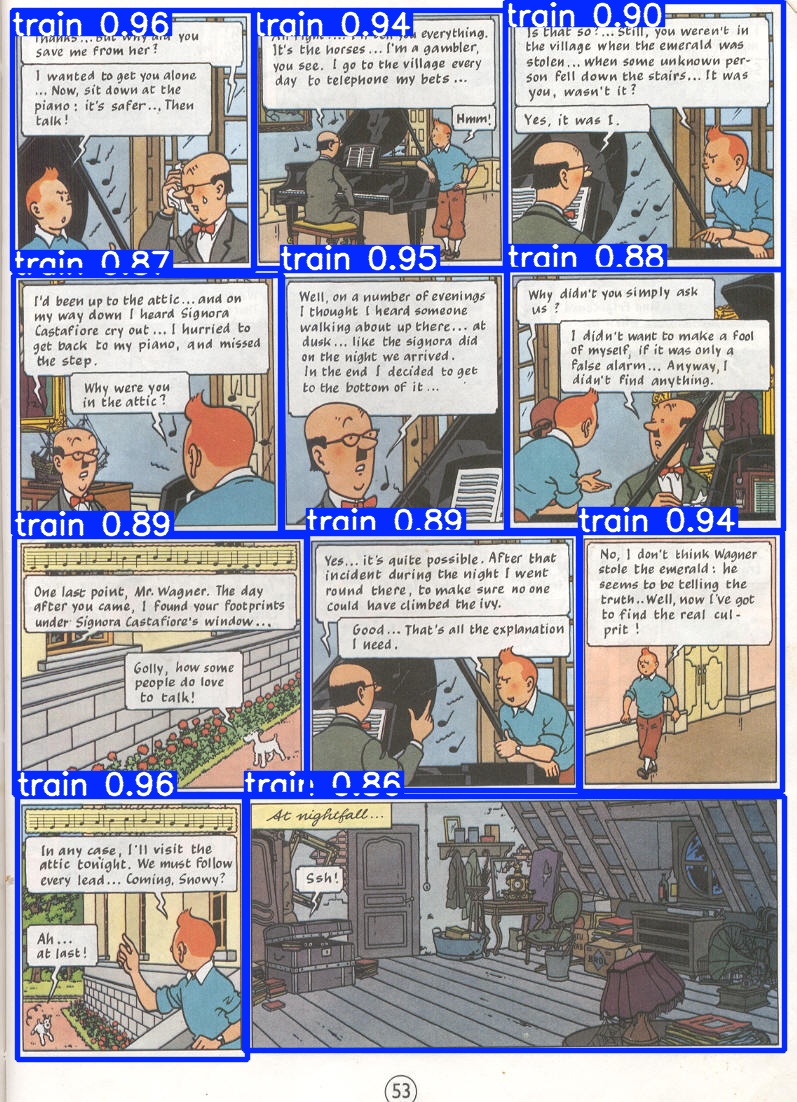 train 0.96
Thanks... But why did you
save me from her?
I wanted to get you alone
... Now, sit down at the
piano: it's safer... Then
talk!
train 0.94
you everything.
It's the horses... I'm a gambler,
you see. I go to the village every
day to telephone my bets ...
Hmm!
train 0.90
Is that so?... Still, you weren't in
the village when the emerald was
stolen... when some unknown per-
son fell down the stairs... It was
you, wasn't it?
Yes, it was I.
train 0.87
I'd been up to the attic... and on
my way down I heard Signora
Castafiore cry out... I hurried to
get back to my piano, and missed
the step.
Why were you
in the attic?
train 0.95
Well, on a number of evenings
I thought I heard someone
walking about up there... at
dusk... like the signora did
on the night we arrived.
In the end I decided to get
to the bottom of it ...
train 0.88
Why didn't you simply ask
us?
I didn't want to make a fool
of myself, if it was only a
false alarm... Anyway, I
didn't find anything.
train 0.89
One last point, Mr. Wagner. The day
after you came, I found your footprints
under Signora Castafiore's window...
Golly, how some
people do love
to talk!
train 0.89
Yes... it's quite possible. After that
incident during the night I went
round there, to make sure no one
could have climbed the ivy.
Good... That's all the explanation
I need.
train 0.94
No, I don't think Wagner
stole the emerald: he
seems to be telling the
truth.. Well, now I've got
to find the real cul-
prit !
train 0.96
In any case, I'll visit the
attic tonight. We must follow
every lead... Coming, Snowy?
Ah...
at last!
train 0.86
At nightfall...
Ssh!
53